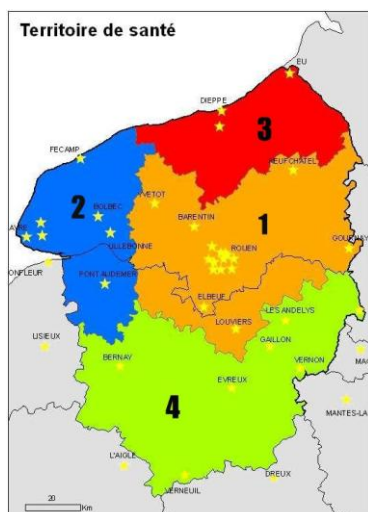 Territoire de santé
EU
DIEPPE
3
FECAMP
NEUFCHATEL
YVETOT
2
BOLBEC
BARENTIN
1
LILLEBONNE
ROUEN
GOURNAY
PONT AUDEMER
ELBEUF
LES ANDELYS
LOUVIERS
LISIEUX
GAILLON
BERNAY
VERNON
EVREUX
4
MANTES-LA
L'AIGLE
DREUX
VERNEUIL
20
Km